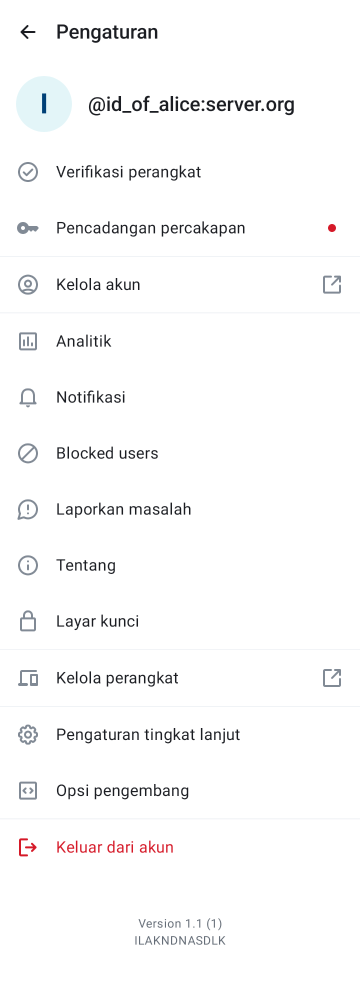 Pengaturan
I
@id_of_alice:server.org
Verifikasi perangkat
Pencadangan percakapan
Kelola akun
Analitik
Notifikasi
Blocked users
Laporkan masalah
Tentang
Layar kunci
Kelola perangkat
Pengaturan tingkat lanjut
Opsi pengembang
Keluar dari akun
Version 1.1 (1)
ILAKNDNASDLK